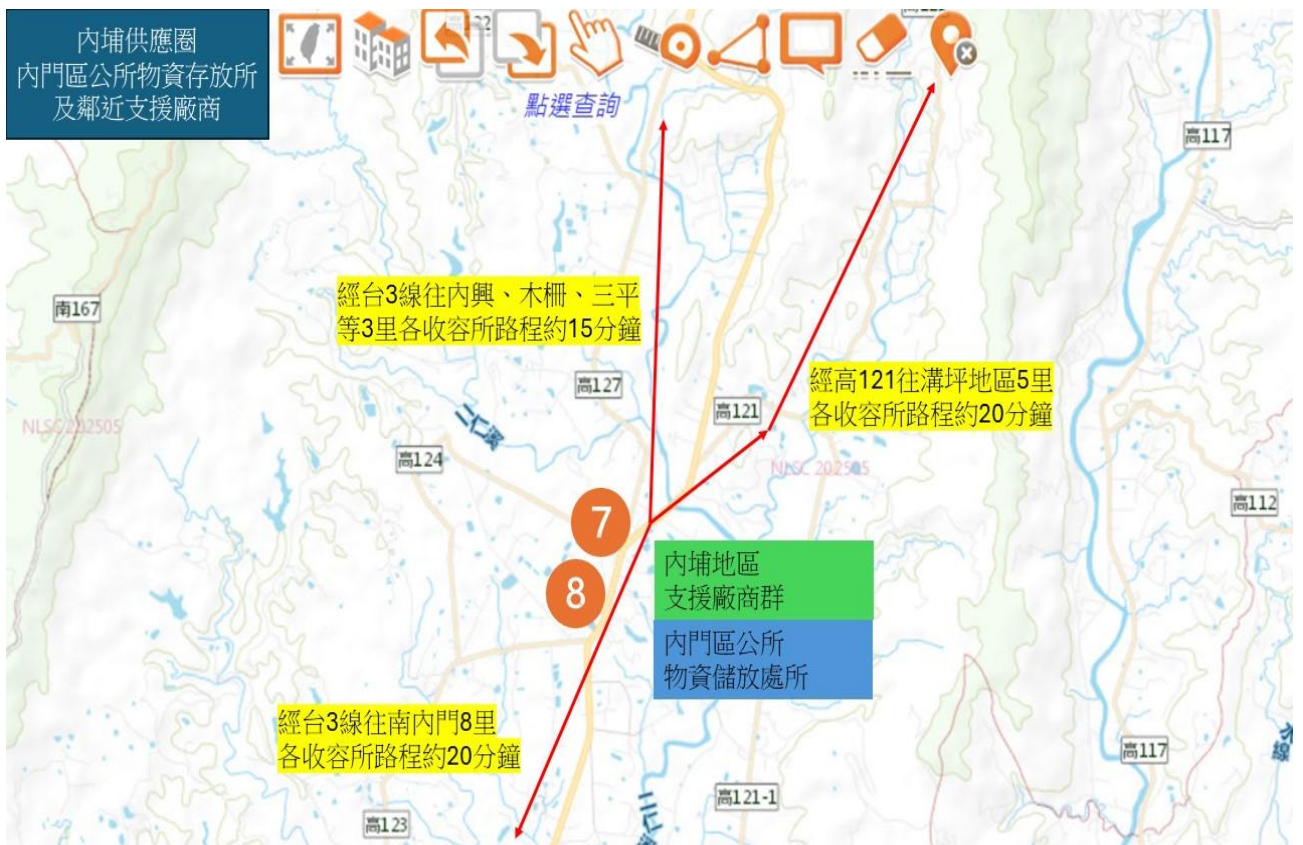 內埔供應圈
內門區公所物資存放所
及鄰近支援廠商
點選查詢
高117
南167
經台3線往內興、木柵、三平
等3里各收容所路程約15分鐘
高127
經高121往溝坪地區5里
各收容所路程約20分鐘
高121
NLSC 202505
二仁溪
高124
NLSC 202505
高112
7
8
內埔地區
支援廠商群
內門區公所
物資儲放處所
經台3線往南內門8里
各收容所路程約20分鐘
高117
高121-1
高123
二仁溪